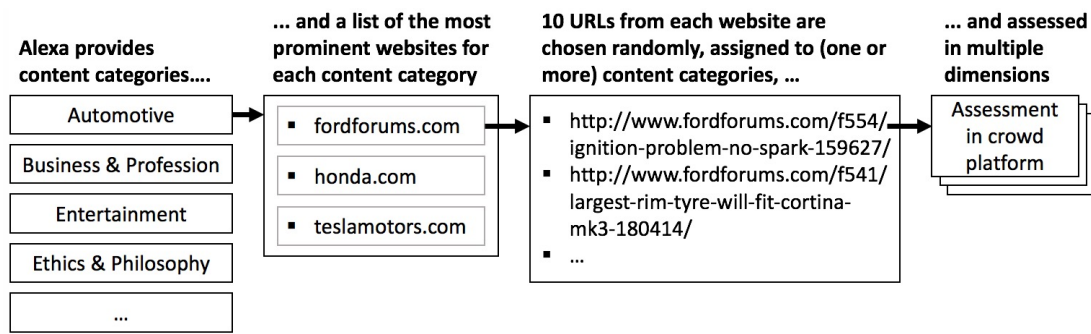 Alexa provides
content categories....
Automotive
Business & Profession
Entertainment
Ethics & Philosophy
...
... and a list of the most
prominent websites for
each content category
▪ fordforums.com
▪ honda.com
▪ teslamotors.com
10 URLs from each website are
chosen randomly, assigned to (one or
more) content categories, ...
▪ http://www.fordforums.com/f554/
ignition-problem-no-spark-159627/
▪ http://www.fordforums.com/f541/
largest-rim-tyre-will-fit-cortina-
mk3-180414/
▪ ...
... and assessed
in multiple
dimensions
Assessment
in crowd
platform